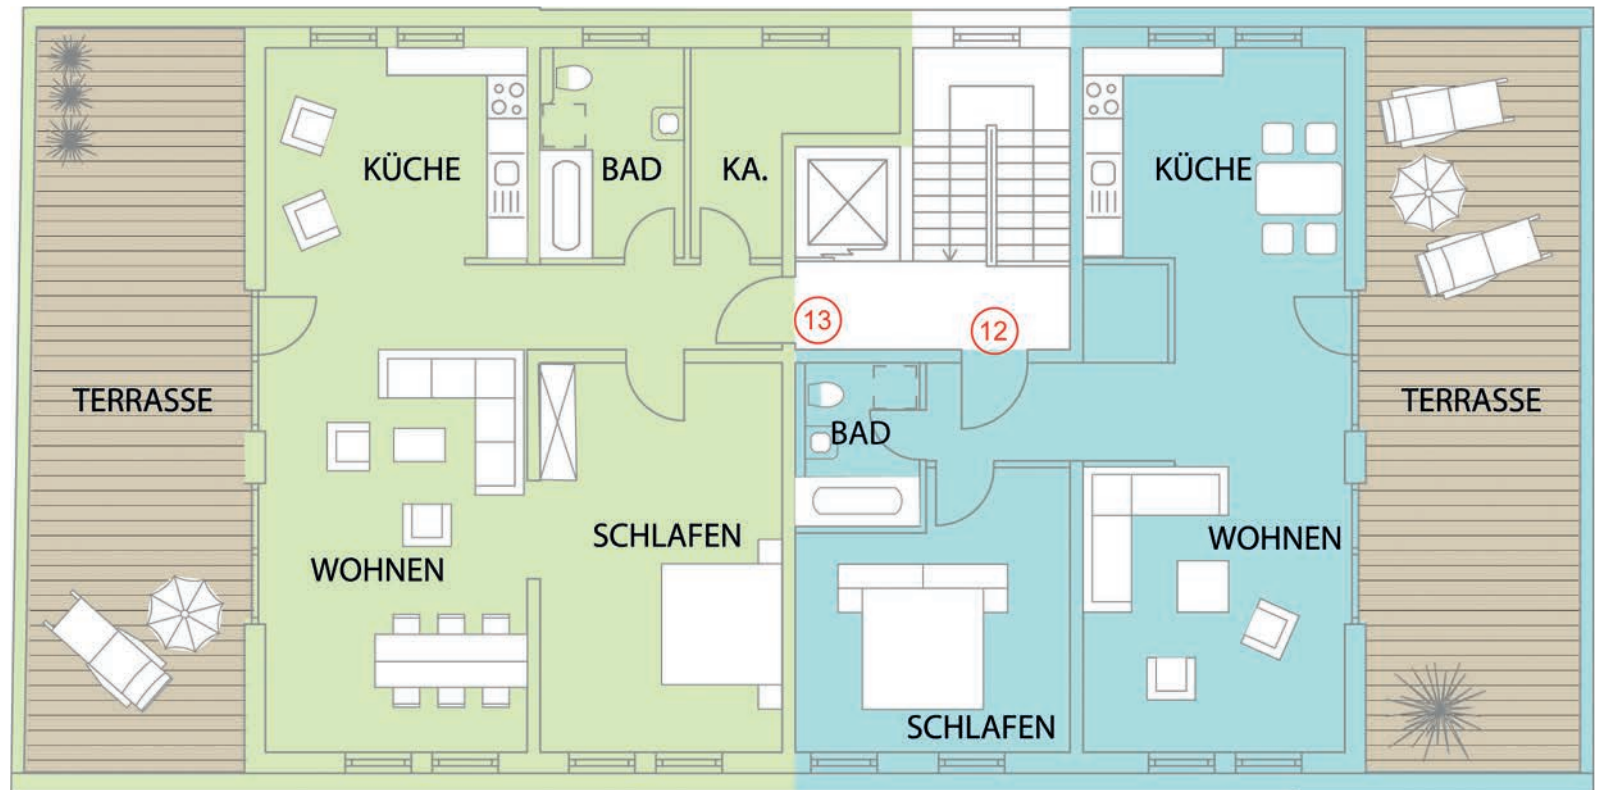 KÜCHE
BAD
KA.
KÜCHE
13
12
TERRASSE
TERRASSE
BAD
SCHLAFEN
WOHNEN
WOHNEN
SCHLAFEN